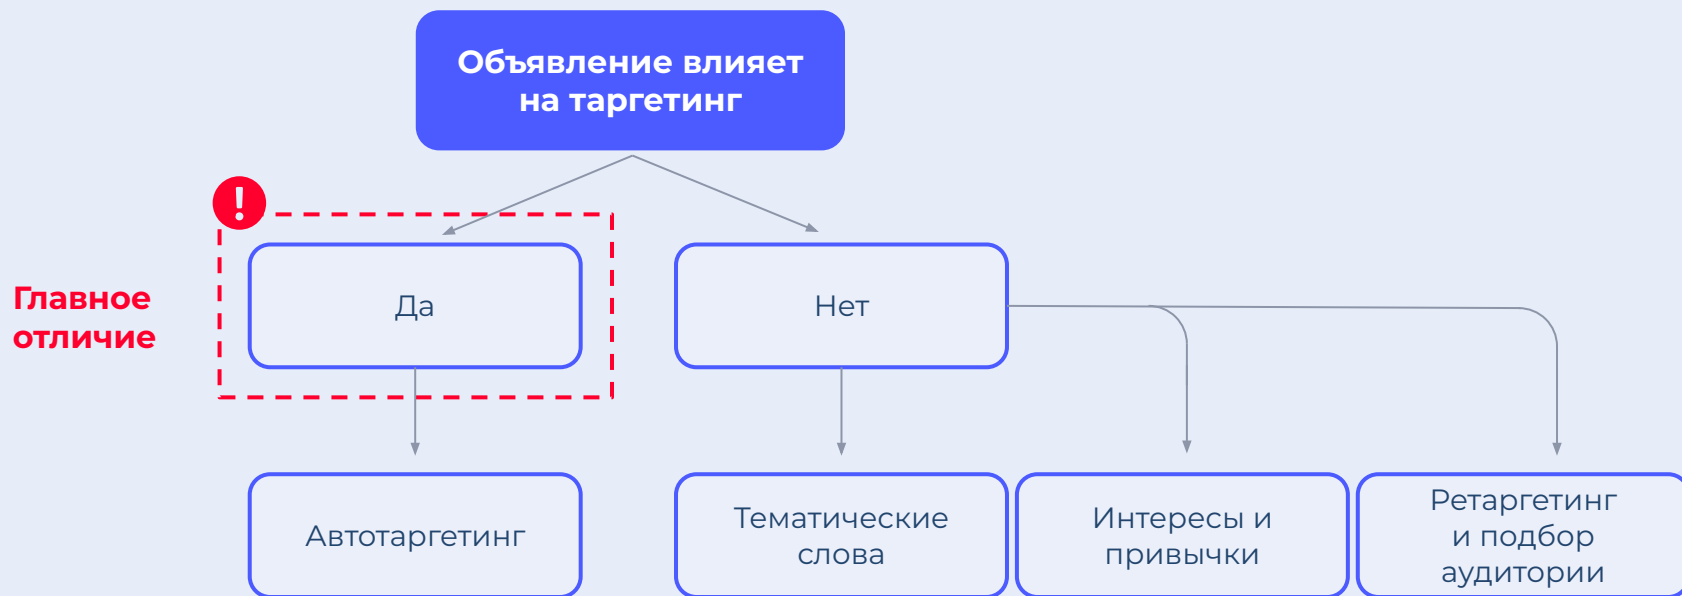 Объявление влияет
на таргетинг
!
Главное
отличие
Да
Нет
Автотаргетинг
Тематические
слова
Интересы и
привычки
Ретаргетинг
и подбор
аудитории